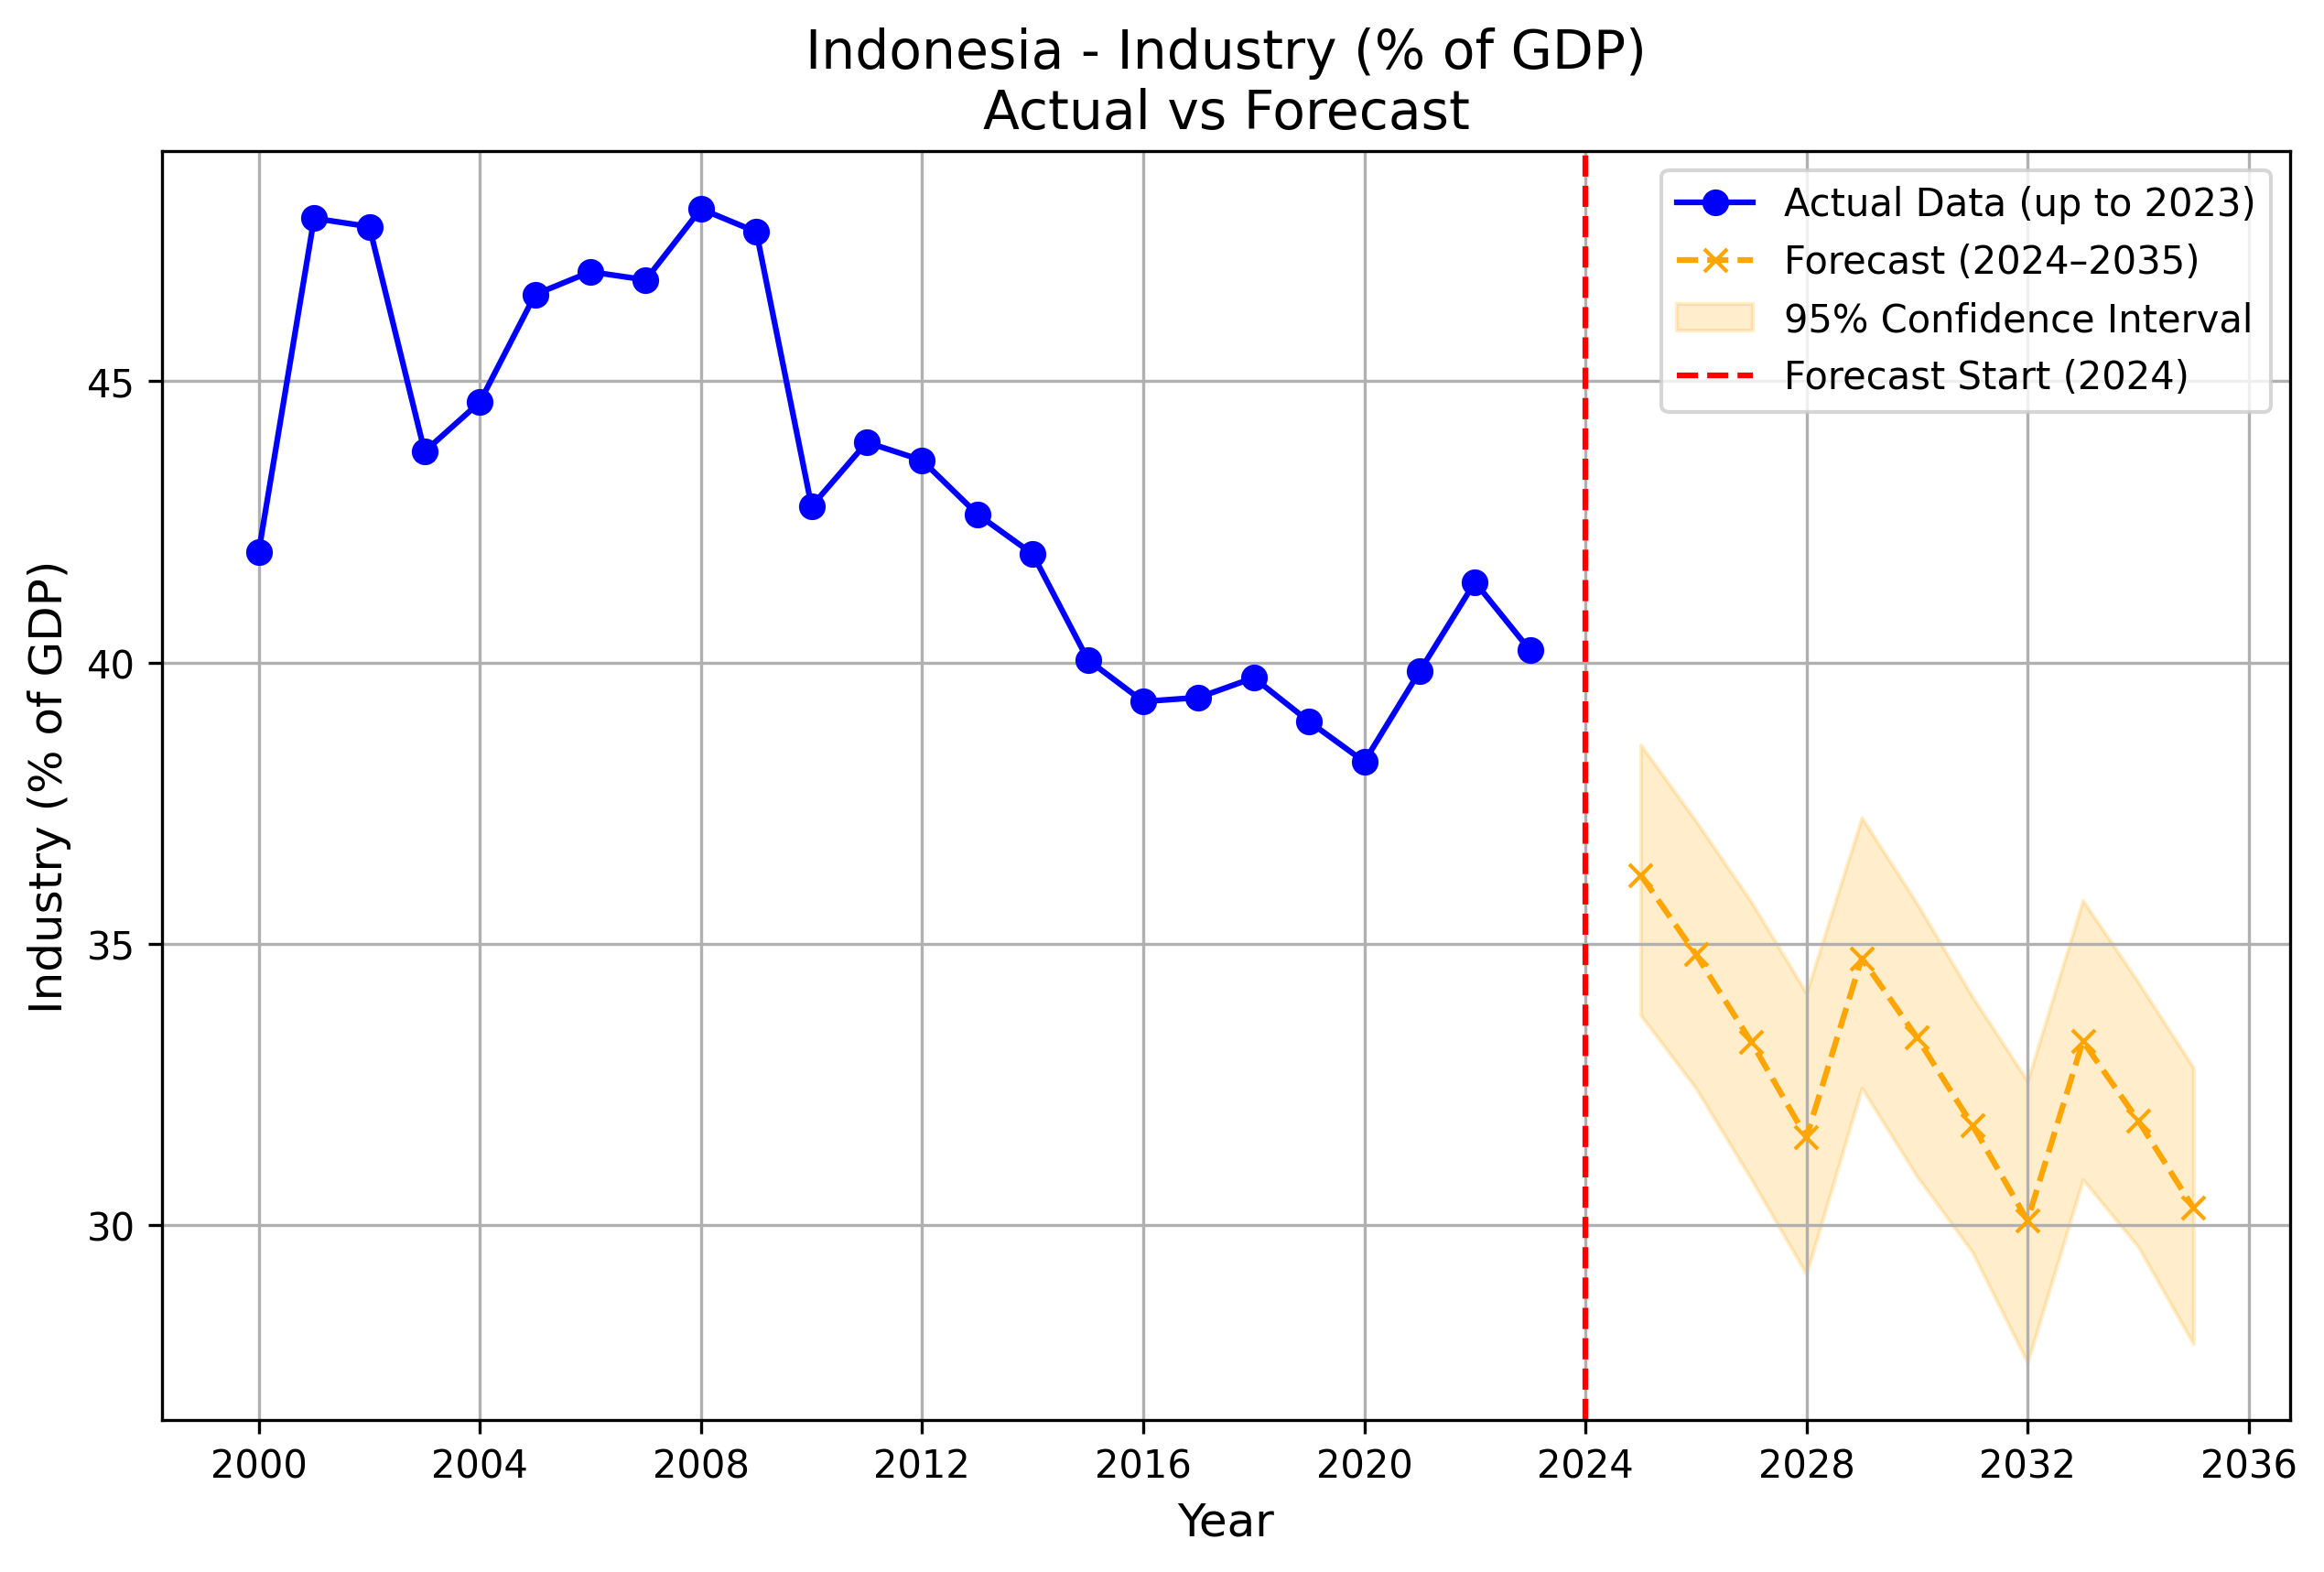 Indonesia - Industry (% of GDP)
Actual vs Forecast
Actual Data (up to 2023)
Forecast (2024–2035)
95% Confidence Interval
Forecast Start (2024)
Industry (% of GDP)
45
40
35
30
2000 2004 2008 2012 2016 2020 2024 2028 2032 2036
Year